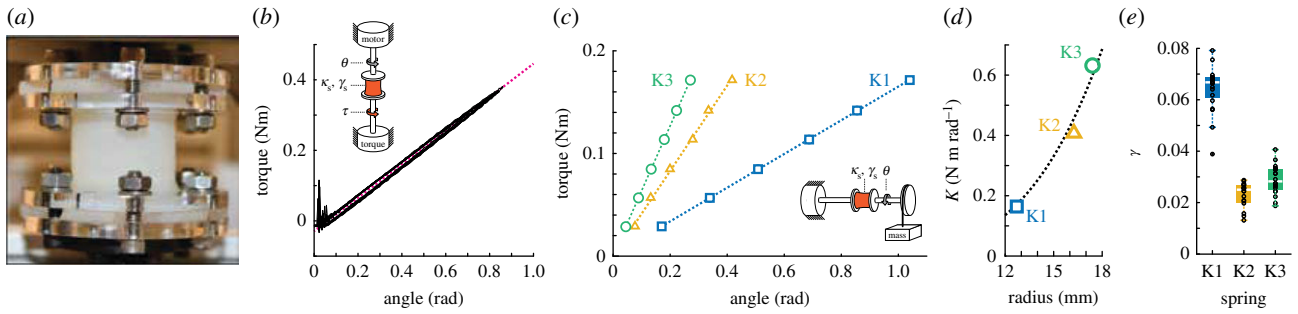 (a)
(b)
motor
θ
κs, γs
τ
torque
torque (Nm)
0.4
0.2
0
0 0.2 0.4 0.6 0.8 1.0
angle (rad)
(c)
torque (Nm)
0.2
0.1
0
K3
K2
K1
κs, γs θ
mass
0 0.2 0.4 0.6 0.8 1.0
angle (rad)
(d)
K (N m rad−1)
0.6
0.4
0.2
0
K3
K2
K1
12 14 16 18
radius (mm)
(e)
γ
0.08
0.06
0.04
0.02
0
K1 K2 K3
spring